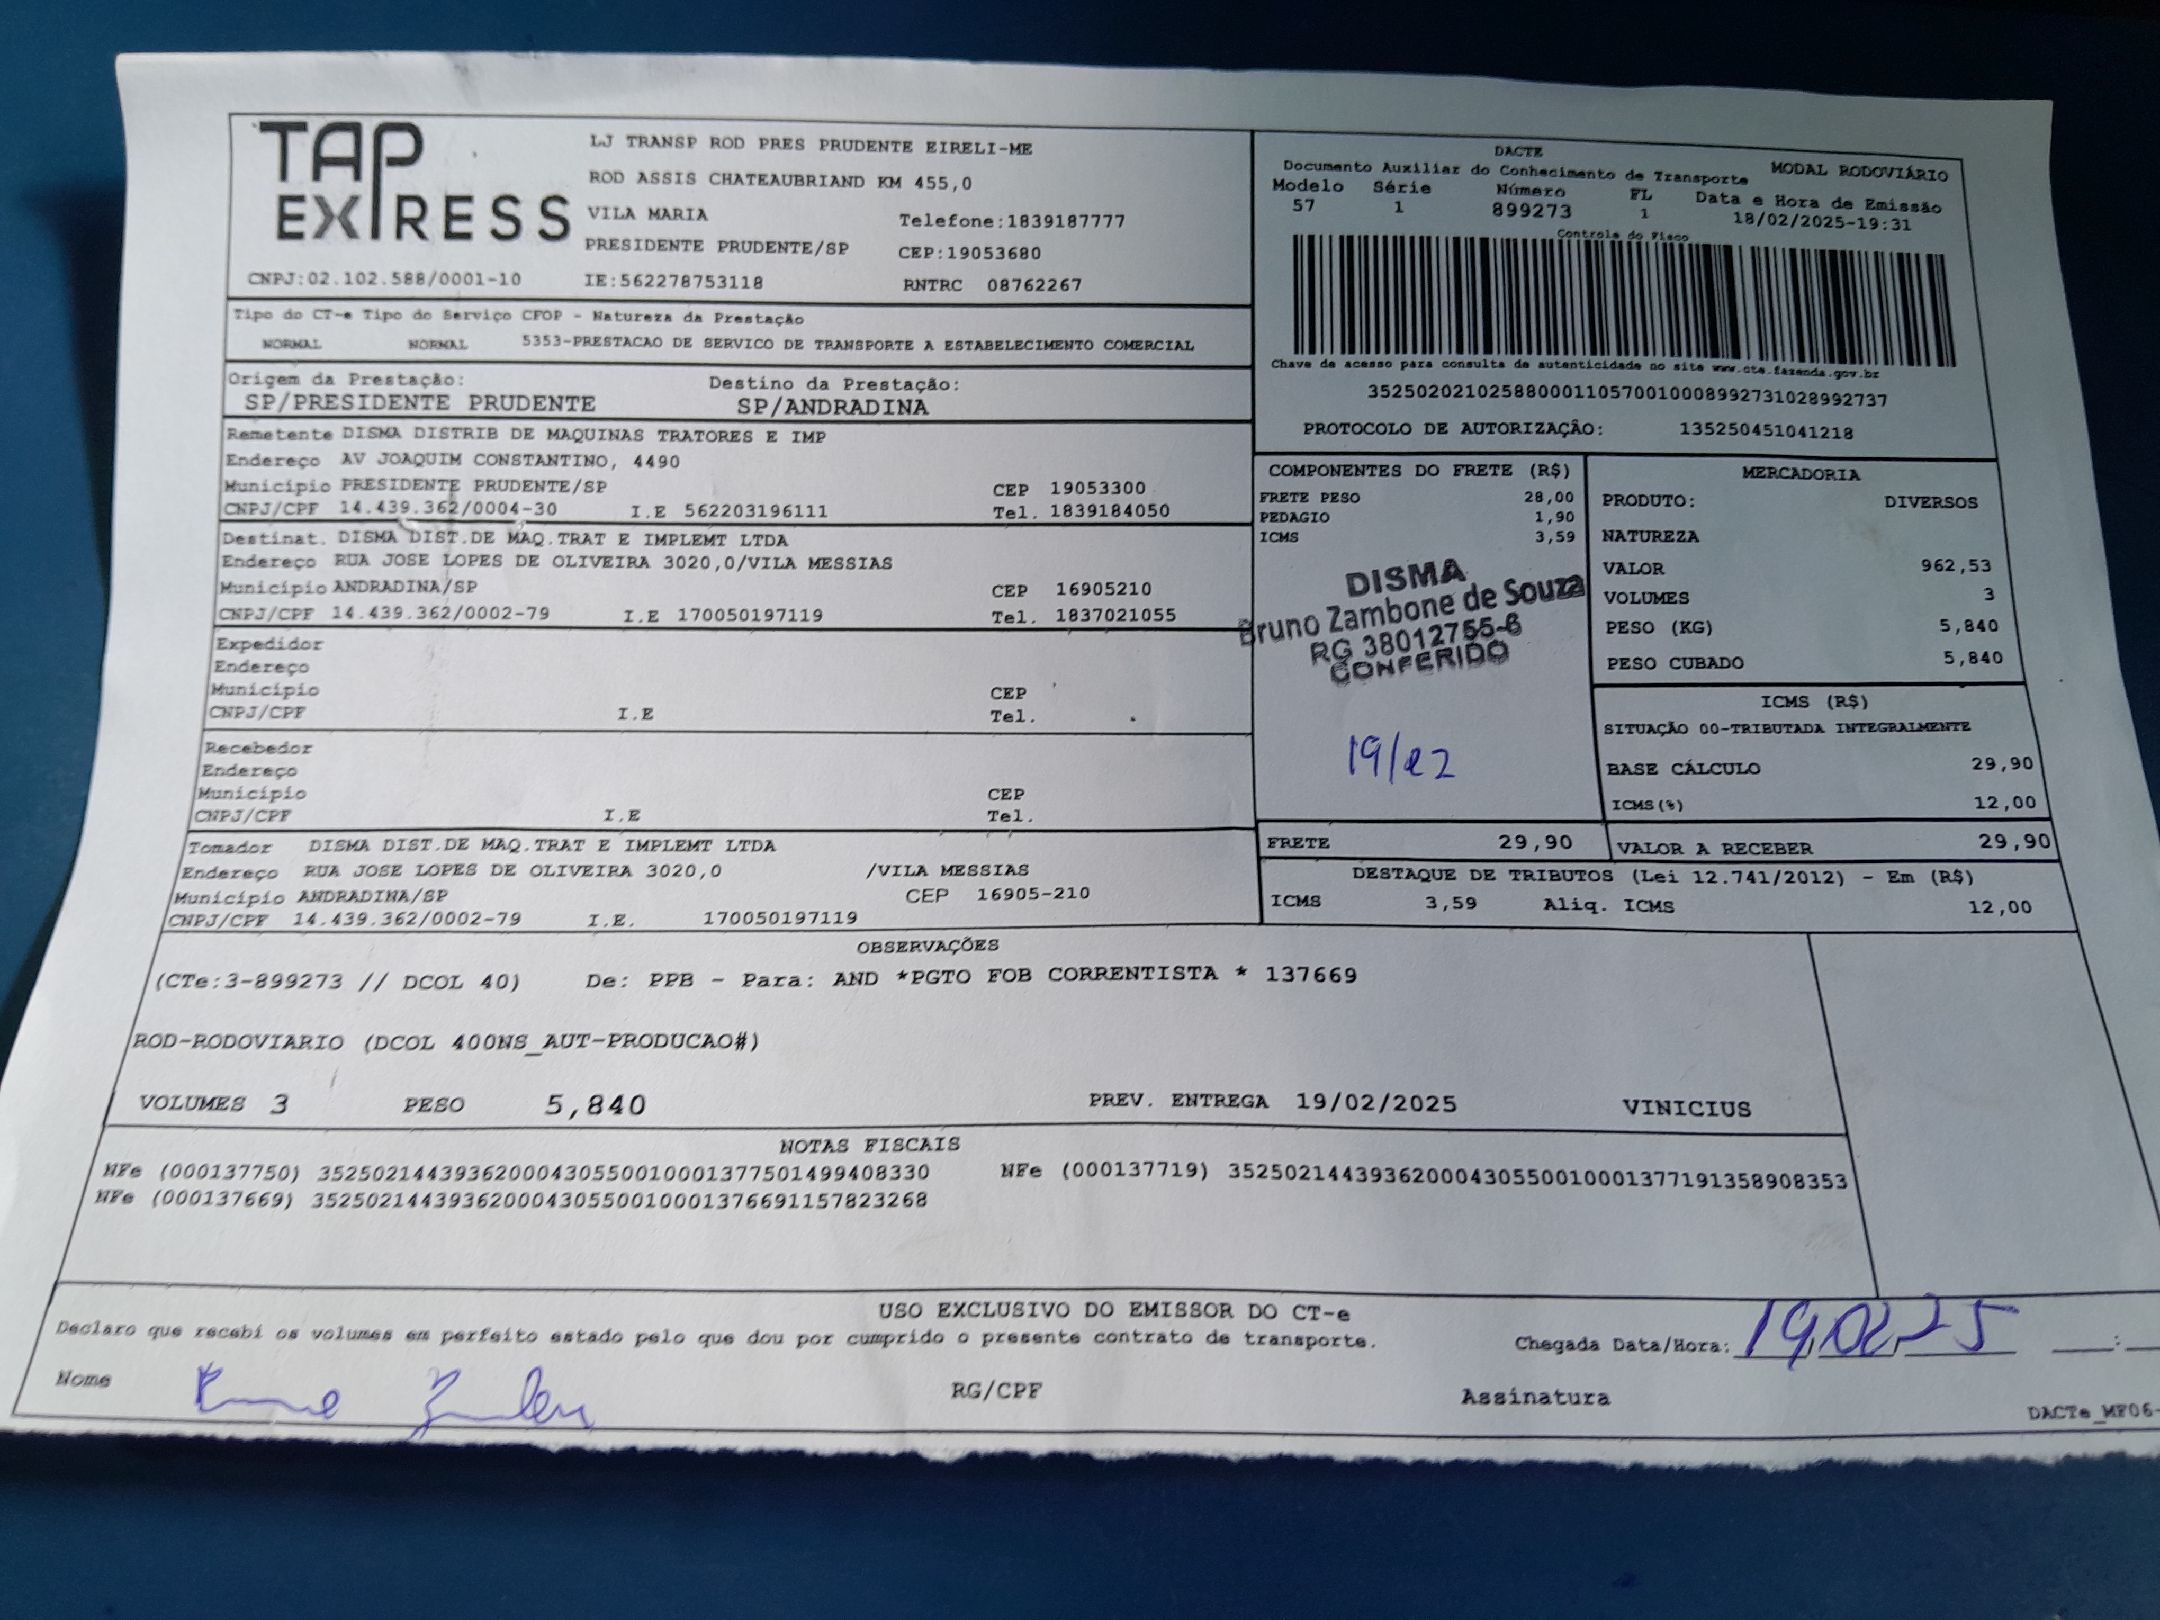 TAP EXPRESS
LJ TRANSP ROD PRES PRUDENTE EIRELI-ME
ROD ASSIS CHATEAUBRIAND KM 455,0
VILA MARIA Telefone:1839187777
PRESIDENTE PRUDENTE/SP CEP:19053680
CNPJ:02.102.588/0001-10 IE:562278753118 RNTRC 08762267
DACTE
Documento Auxiliar do Conhecimento de Transporte MODAL RODOVIÁRIO
Modelo Série Número FL Data e Hora de Emissão
57 1 899273 1 18/02/2025-19:31
Controle do Fisco
Chave de acesso para consulta de autenticidade no site www.cte.fazenda.gov.br
35250202102588000110570010008992731028992737
PROTOCOLO DE AUTORIZAÇÃO: 135250451041218
Tipo do CT-e Tipo do Serviço CFOP - Natureza da Prestação
NORMAL NORMAL 5353-PRESTACAO DE SERVICO DE TRANSPORTE A ESTABELECIMENTO COMERCIAL
Origem da Prestação: Destino da Prestação:
SP/PRESIDENTE PRUDENTE SP/ANDRADINA
Remetente DISMA DISTRIB DE MAQUINAS TRATORES E IMP
Endereço AV JOAQUIM CONSTANTINO, 4490
Município PRESIDENTE PRUDENTE/SP CEP 19053300
CNPJ/CPF 14.439.362/0004-30 I.E 562203196111 Tel. 1839184050
Destinat. DISMA DIST.DE MAQ.TRAT E IMPLEMT LTDA
Endereço RUA JOSE LOPES DE OLIVEIRA 3020,0/VILA MESSIAS
Município ANDRADINA/SP CEP 16905210
CNPJ/CPF 14.439.362/0002-79 I.E 170050197119 Tel. 1837021055
Expedidor
Endereço
Município CEP
CNPJ/CPF I.E Tel.
Recebedor
Endereço
Município CEP
CNPJ/CPF I.E Tel.
Tomador DISMA DIST.DE MAQ.TRAT E IMPLEMT LTDA
Endereço RUA JOSE LOPES DE OLIVEIRA 3020,0 /VILA MESSIAS
Município ANDRADINA/SP CEP 16905-210
CNPJ/CPF 14.439.362/0002-79 I.E. 170050197119
COMPONENTES DO FRETE (R$)
FRETE PESO 28,00
PEDAGIO 1,90
ICMS 3,59
DISMA
Bruno Zambone de Souza
RG 38012755-6
CONFERIDO
19/02
FRETE 29,90
MERCADORIA
PRODUTO: DIVERSOS
NATUREZA
VALOR 962,53
VOLUMES 3
PESO (KG) 5,840
PESO CUBADO 5,840
ICMS (R$)
SITUAÇÃO 00-TRIBUTADA INTEGRALMENTE
BASE CÁLCULO 29,90
ICMS(%) 12,00
VALOR A RECEBER 29,90
DESTAQUE DE TRIBUTOS (Lei 12.741/2012) - Em (R$)
ICMS 3,59 Aliq. ICMS 12,00
OBSERVAÇÕES
(CTe:3-899273 // DCOL 40) De: PPB - Para: AND *PGTO FOB CORRENTISTA * 137669
ROD-RODOVIARIO (DCOL 400NS_AUT-PRODUCAO#)
VOLUMES 3 PESO 5,840 PREV. ENTREGA 19/02/2025 VINICIUS
NOTAS FISCAIS
NFe (000137750) 35250214439362000430550010001377501499408330 NFe (000137719) 35250214439362000430550010001377191358908353
NFe (000137669) 35250214439362000430550010001376691157823268
USO EXCLUSIVO DO EMISSOR DO CT-e
Declaro que recebi os volumes em perfeito estado pelo que dou por cumprido o presente contrato de transporte. Chegada Data/Hora: 19,02,25 :
Nome RG/CPF Assinatura
DACTe_MF06-